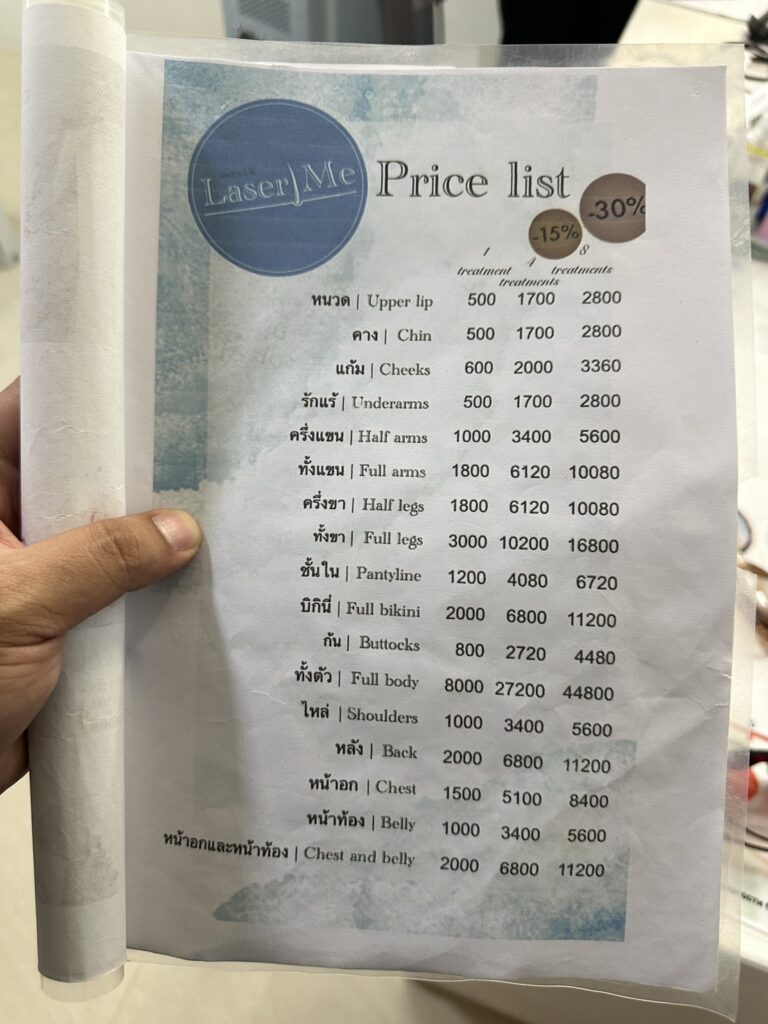 Laser Me
Price list
-15%
-30%
1 treatment
4 treatments
8 treatments
หนวด | Upper lip 500 1700 2800
คาง | Chin 500 1700 2800
แก้ม | Cheeks 600 2000 3360
รักแร้ | Underarms 500 1700 2800
ครึ่งแขน | Half arms 1000 3400 5600
ทั้งแขน | Full arms 1800 6120 10080
ครึ่งขา | Half legs 1800 6120 10080
ทั้งขา | Full legs 3000 10200 16800
ชั้นใน | Pantyline 1200 4080 6720
บิกินี่ | Full bikini 2000 6800 11200
ก้น | Buttocks 800 2720 4480
ทั้งตัว | Full body 8000 27200 44800
ไหล่ | Shoulders 1000 3400 5600
หลัง | Back 2000 6800 11200
หน้าอก | Chest 1500 5100 8400
หน้าท้อง | Belly 1000 3400 5600
หน้าอกและหน้าท้อง | Chest and belly 2000 6800 11200